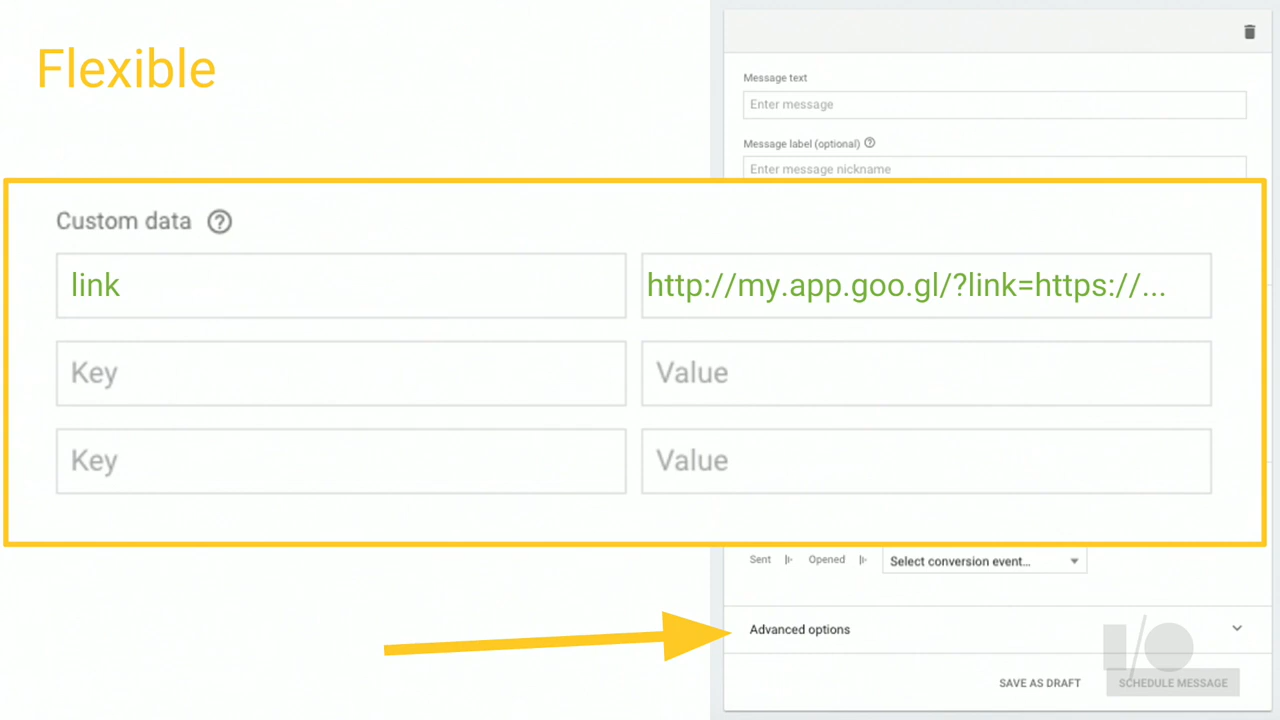 Flexible
Message text
Enter message
Message label (optional) ?
Enter message nickname
Custom data ?
link
http://my.app.goo.gl/?link=https://...
Key
Value
Key
Value
Sent
Opened
Select conversion event...
Advanced options
I/O
SAVE AS DRAFT
SCHEDULE MESSAGE